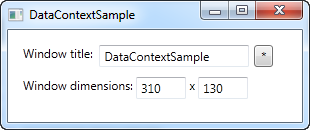 DataContextSample
Window title: DataContextSample *
Window dimensions: 310 x 130